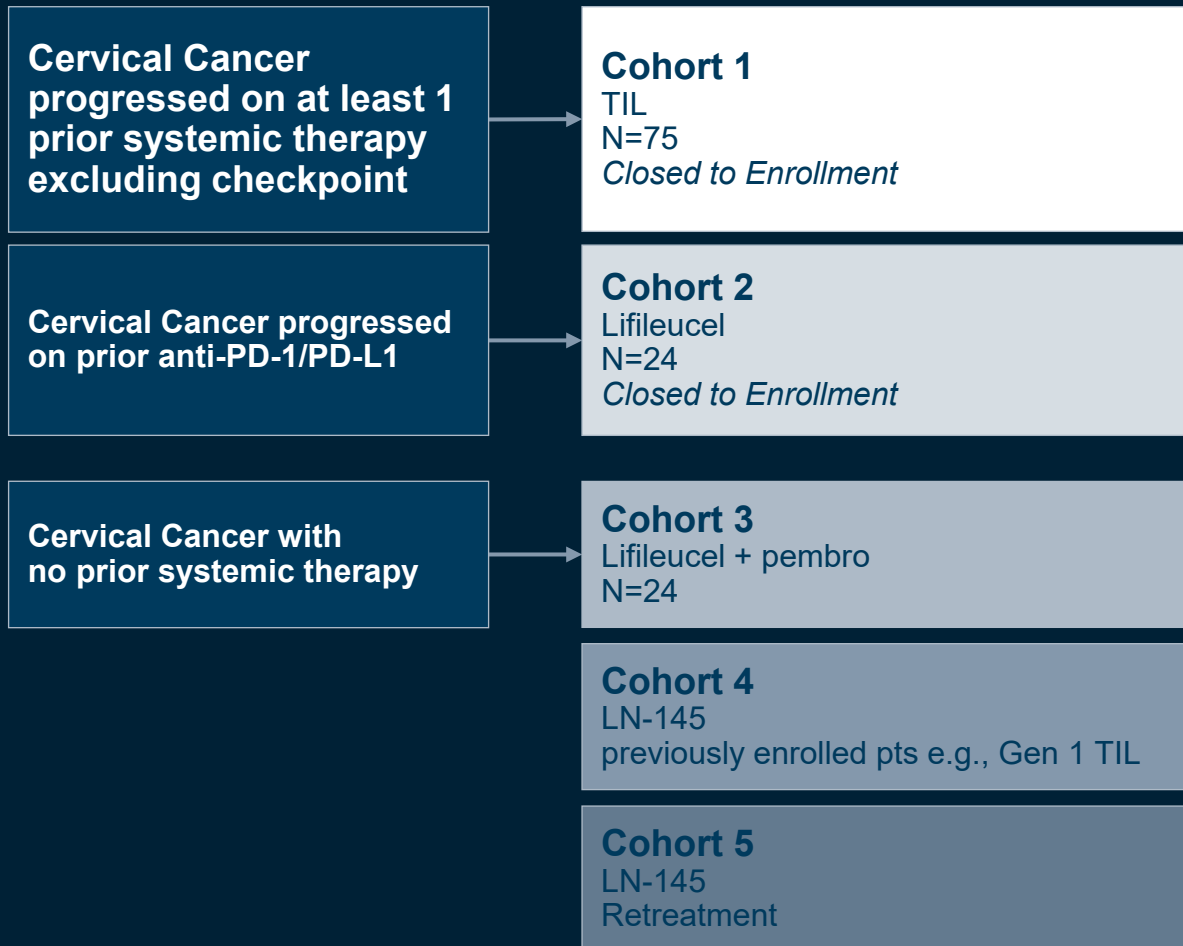 Cervical Cancer
progressed on at least 1
prior systemic therapy
excluding checkpoint
Cohort 1
TIL
N=75
Closed to Enrollment
Cervical Cancer progressed
on prior anti-PD-1/PD-L1
Cohort 2
Lifileucel
N=24
Closed to Enrollment
Cervical Cancer with
no prior systemic therapy
Cohort 3
Lifileucel + pembro
N=24
Cohort 4
LN-145
previously enrolled pts e.g., Gen 1 TIL
Cohort 5
LN-145
Retreatment